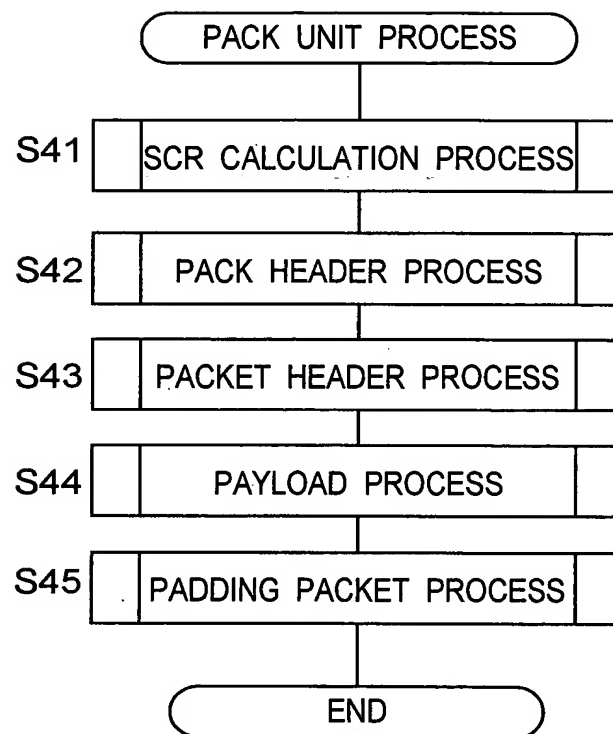 PACK UNIT PROCESS
S41 SCR CALCULATION PROCESS
S42 PACK HEADER PROCESS
S43 PACKET HEADER PROCESS
S44 PAYLOAD PROCESS
S45 PADDING PACKET PROCESS
END